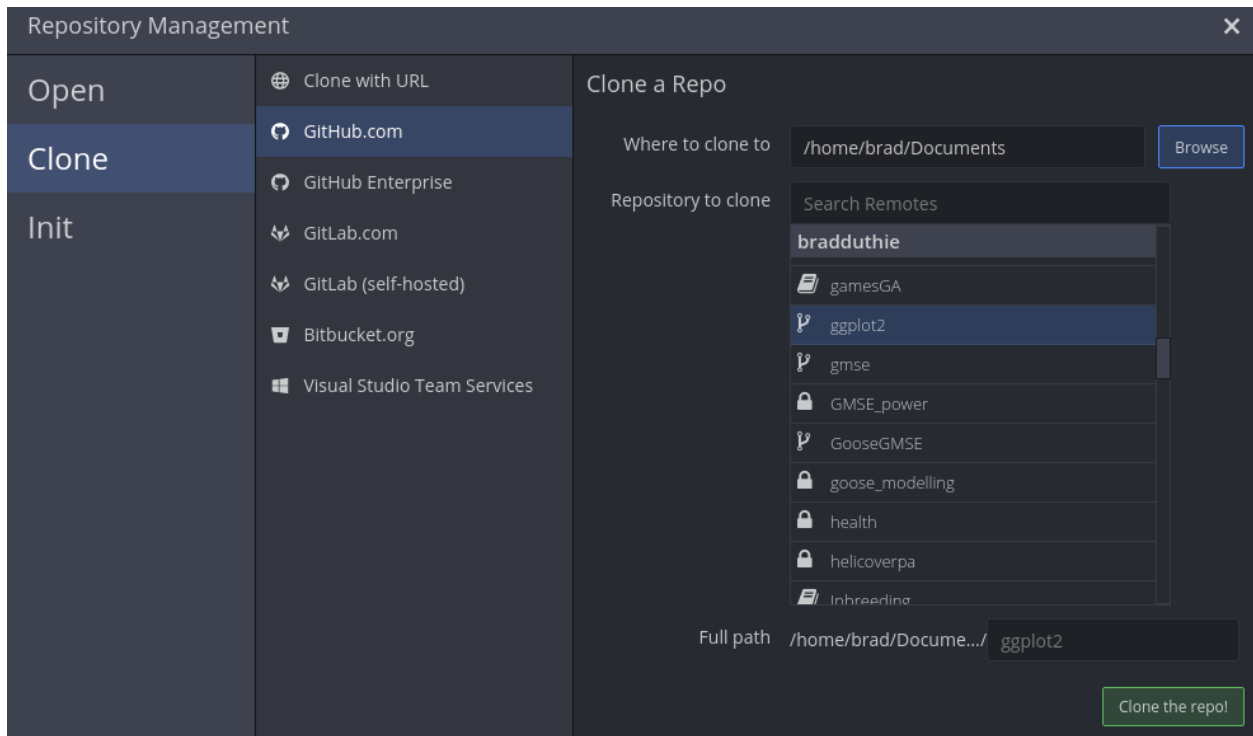 Repository Management
Open
Clone
Init
Clone with URL
GitHub.com
GitHub Enterprise
GitLab.com
GitLab (self-hosted)
Bitbucket.org
Visual Studio Team Services
Clone a Repo
Where to clone to /home/brad/Documents Browse
Repository to clone Search Remotes
bradduthie
gamesGA
ggplot2
gmse
GMSE_power
GooseGMSE
goose_modelling
health
helicoverpa
Inbreeding
Full path /home/brad/Docume.../ ggplot2
Clone the repo!